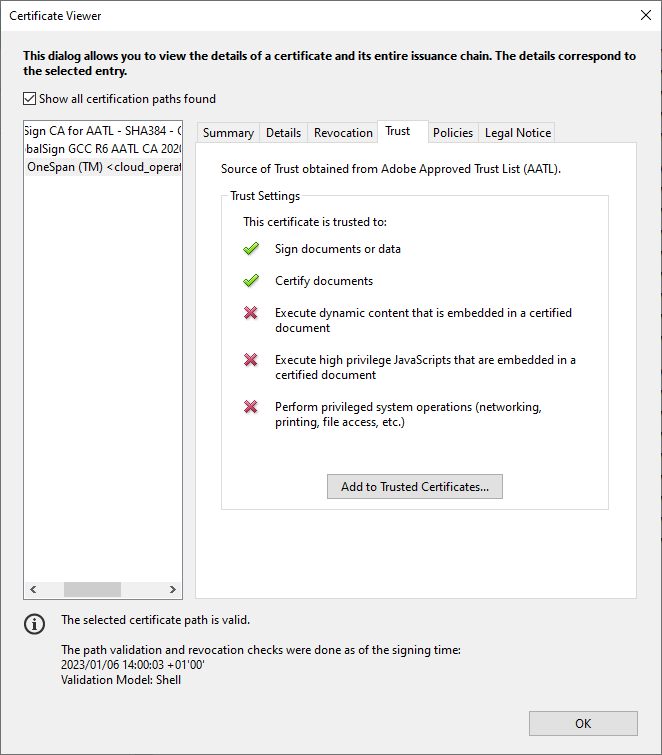 Certificate Viewer
This dialog allows you to view the details of a certificate and its entire issuance chain. The details correspond to
the selected entry.
Show all certification paths found
Sign CA for AATL - SHA384 -
balSign GCC R6 AATL CA 2020
OneSpan (TM) <cloud_operat
Summary Details Revocation Trust Policies Legal Notice
Source of Trust obtained from Adobe Approved Trust List (AATL).
Trust Settings
This certificate is trusted to:
Sign documents or data
Certify documents
Execute dynamic content that is embedded in a certified
document
Execute high privilege JavaScripts that are embedded in a
certified document
Perform privileged system operations (networking,
printing, file access, etc.)
Add to Trusted Certificates...
The selected certificate path is valid.
The path validation and revocation checks were done as of the signing time:
2023/01/06 14:00:03 +01'00'
Validation Model: Shell
OK